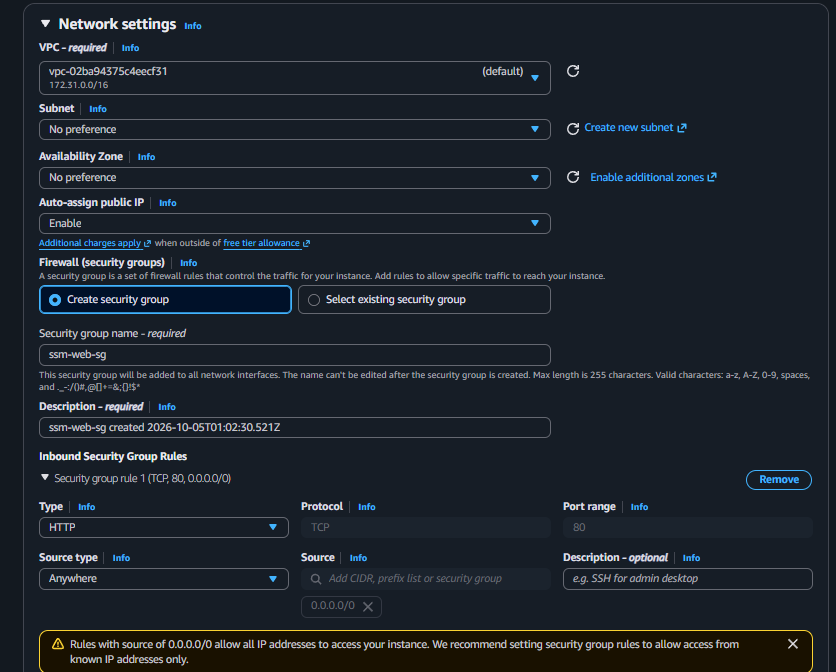 Network settings Info
VPC - required Info
vpc-02ba94375c4eecf31 (default)
172.31.0.0/16
Subnet Info
No preference
Create new subnet
Availability Zone Info
No preference
Enable additional zones
Auto-assign public IP Info
Enable
Additional charges apply when outside of free tier allowance
Firewall (security groups) Info
A security group is a set of firewall rules that control the traffic for your instance. Add rules to allow specific traffic to reach your instance.
Create security group
Select existing security group
Security group name - required
ssm-web-sg
This security group will be added to all network interfaces. The name can't be edited after the security group is created. Max length is 255 characters. Valid characters: a-z, A-Z, 0-9, spaces,
and ._-:/()#,@[]+=&;{}!$*
Description - required Info
ssm-web-sg created 2026-10-05T01:02:30.521Z
Inbound Security Group Rules
Security group rule 1 (TCP, 80, 0.0.0.0/0)
Remove
Type Info
Protocol Info
Port range Info
HTTP
TCP
80
Source type Info
Source Info
Description - optional Info
Anywhere
Add CIDR, prefix list or security group
e.g. SSH for admin desktop
0.0.0.0/0
Rules with source of 0.0.0.0/0 allow all IP addresses to access your instance. We recommend setting security group rules to allow access from
known IP addresses only.